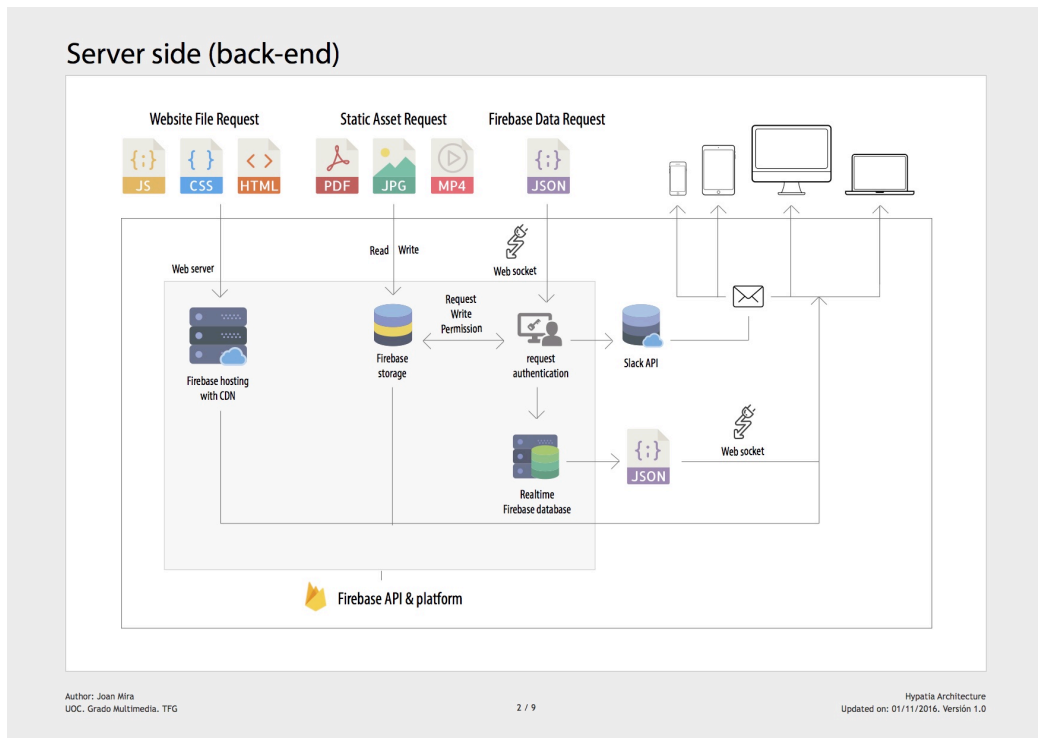 Server side (back-end)
Website File Request
Static Asset Request
Firebase Data Request
{;}
JS
{ }
CSS
< >
HTML
PDF
JPG
MP4
{;}
JSON
Read
Write
Web socket
Web server
Request
Write
Permission
Firebase hosting
with CDN
Firebase
storage
request
authentication
Slack API
{;}
JSON
Web socket
Realtime
Firebase database
Firebase API & platform
Author: Joan Mira
UOC. Grado Multimedia. TFG
2 / 9
Hypatia Architecture
Updated on: 01/11/2016. Versión 1.0